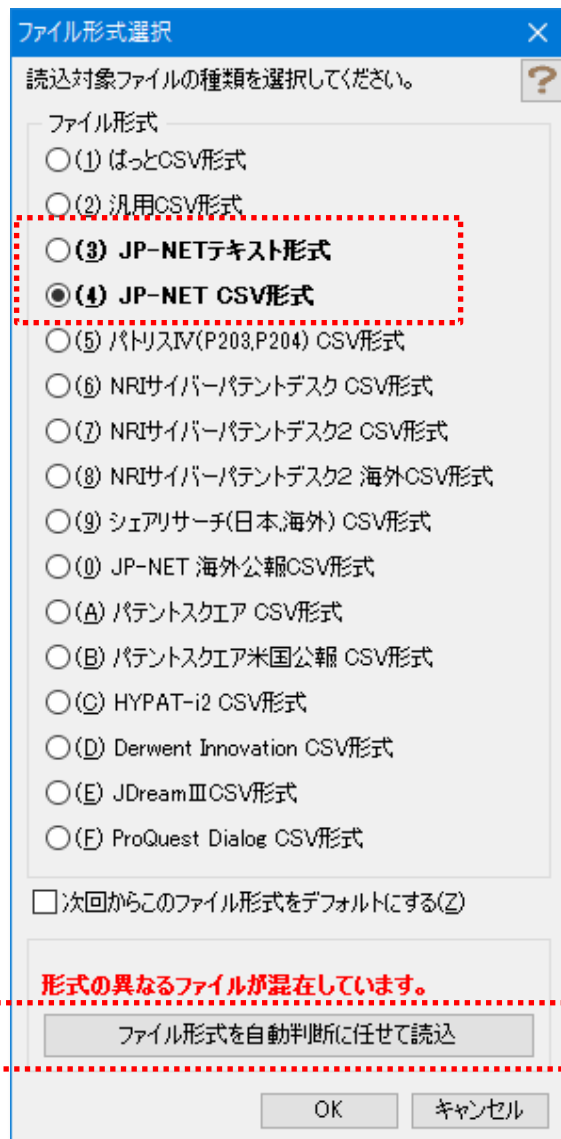 ファイル形式選択
読込対象ファイルの種類を選択してください。
ファイル形式
(1) ぱっとCSV形式
(2) 汎用CSV形式
(3) JP-NETテキスト形式
(4) JP-NET CSV形式
(5) パトリスⅣ(P203,P204) CSV形式
(6) NRIサイバーパテントデスク CSV形式
(7) NRIサイバーパテントデスク2 CSV形式
(8) NRIサイバーパテントデスク2 海外CSV形式
(9) シェアリサーチ(日本,海外) CSV形式
(0) JP-NET 海外公報CSV形式
(A) パテントスクエア CSV形式
(B) パテントスクエア米国公報 CSV形式
(C) HYPAT-i2 CSV形式
(D) Derwent Innovation CSV形式
(E) JDreamⅢCSV形式
(F) ProQuest Dialog CSV形式
次回からこのファイル形式をデフォルトにする(Z)
形式の異なるファイルが混在しています。
ファイル形式を自動判断に任せて読込
OK キャンセル